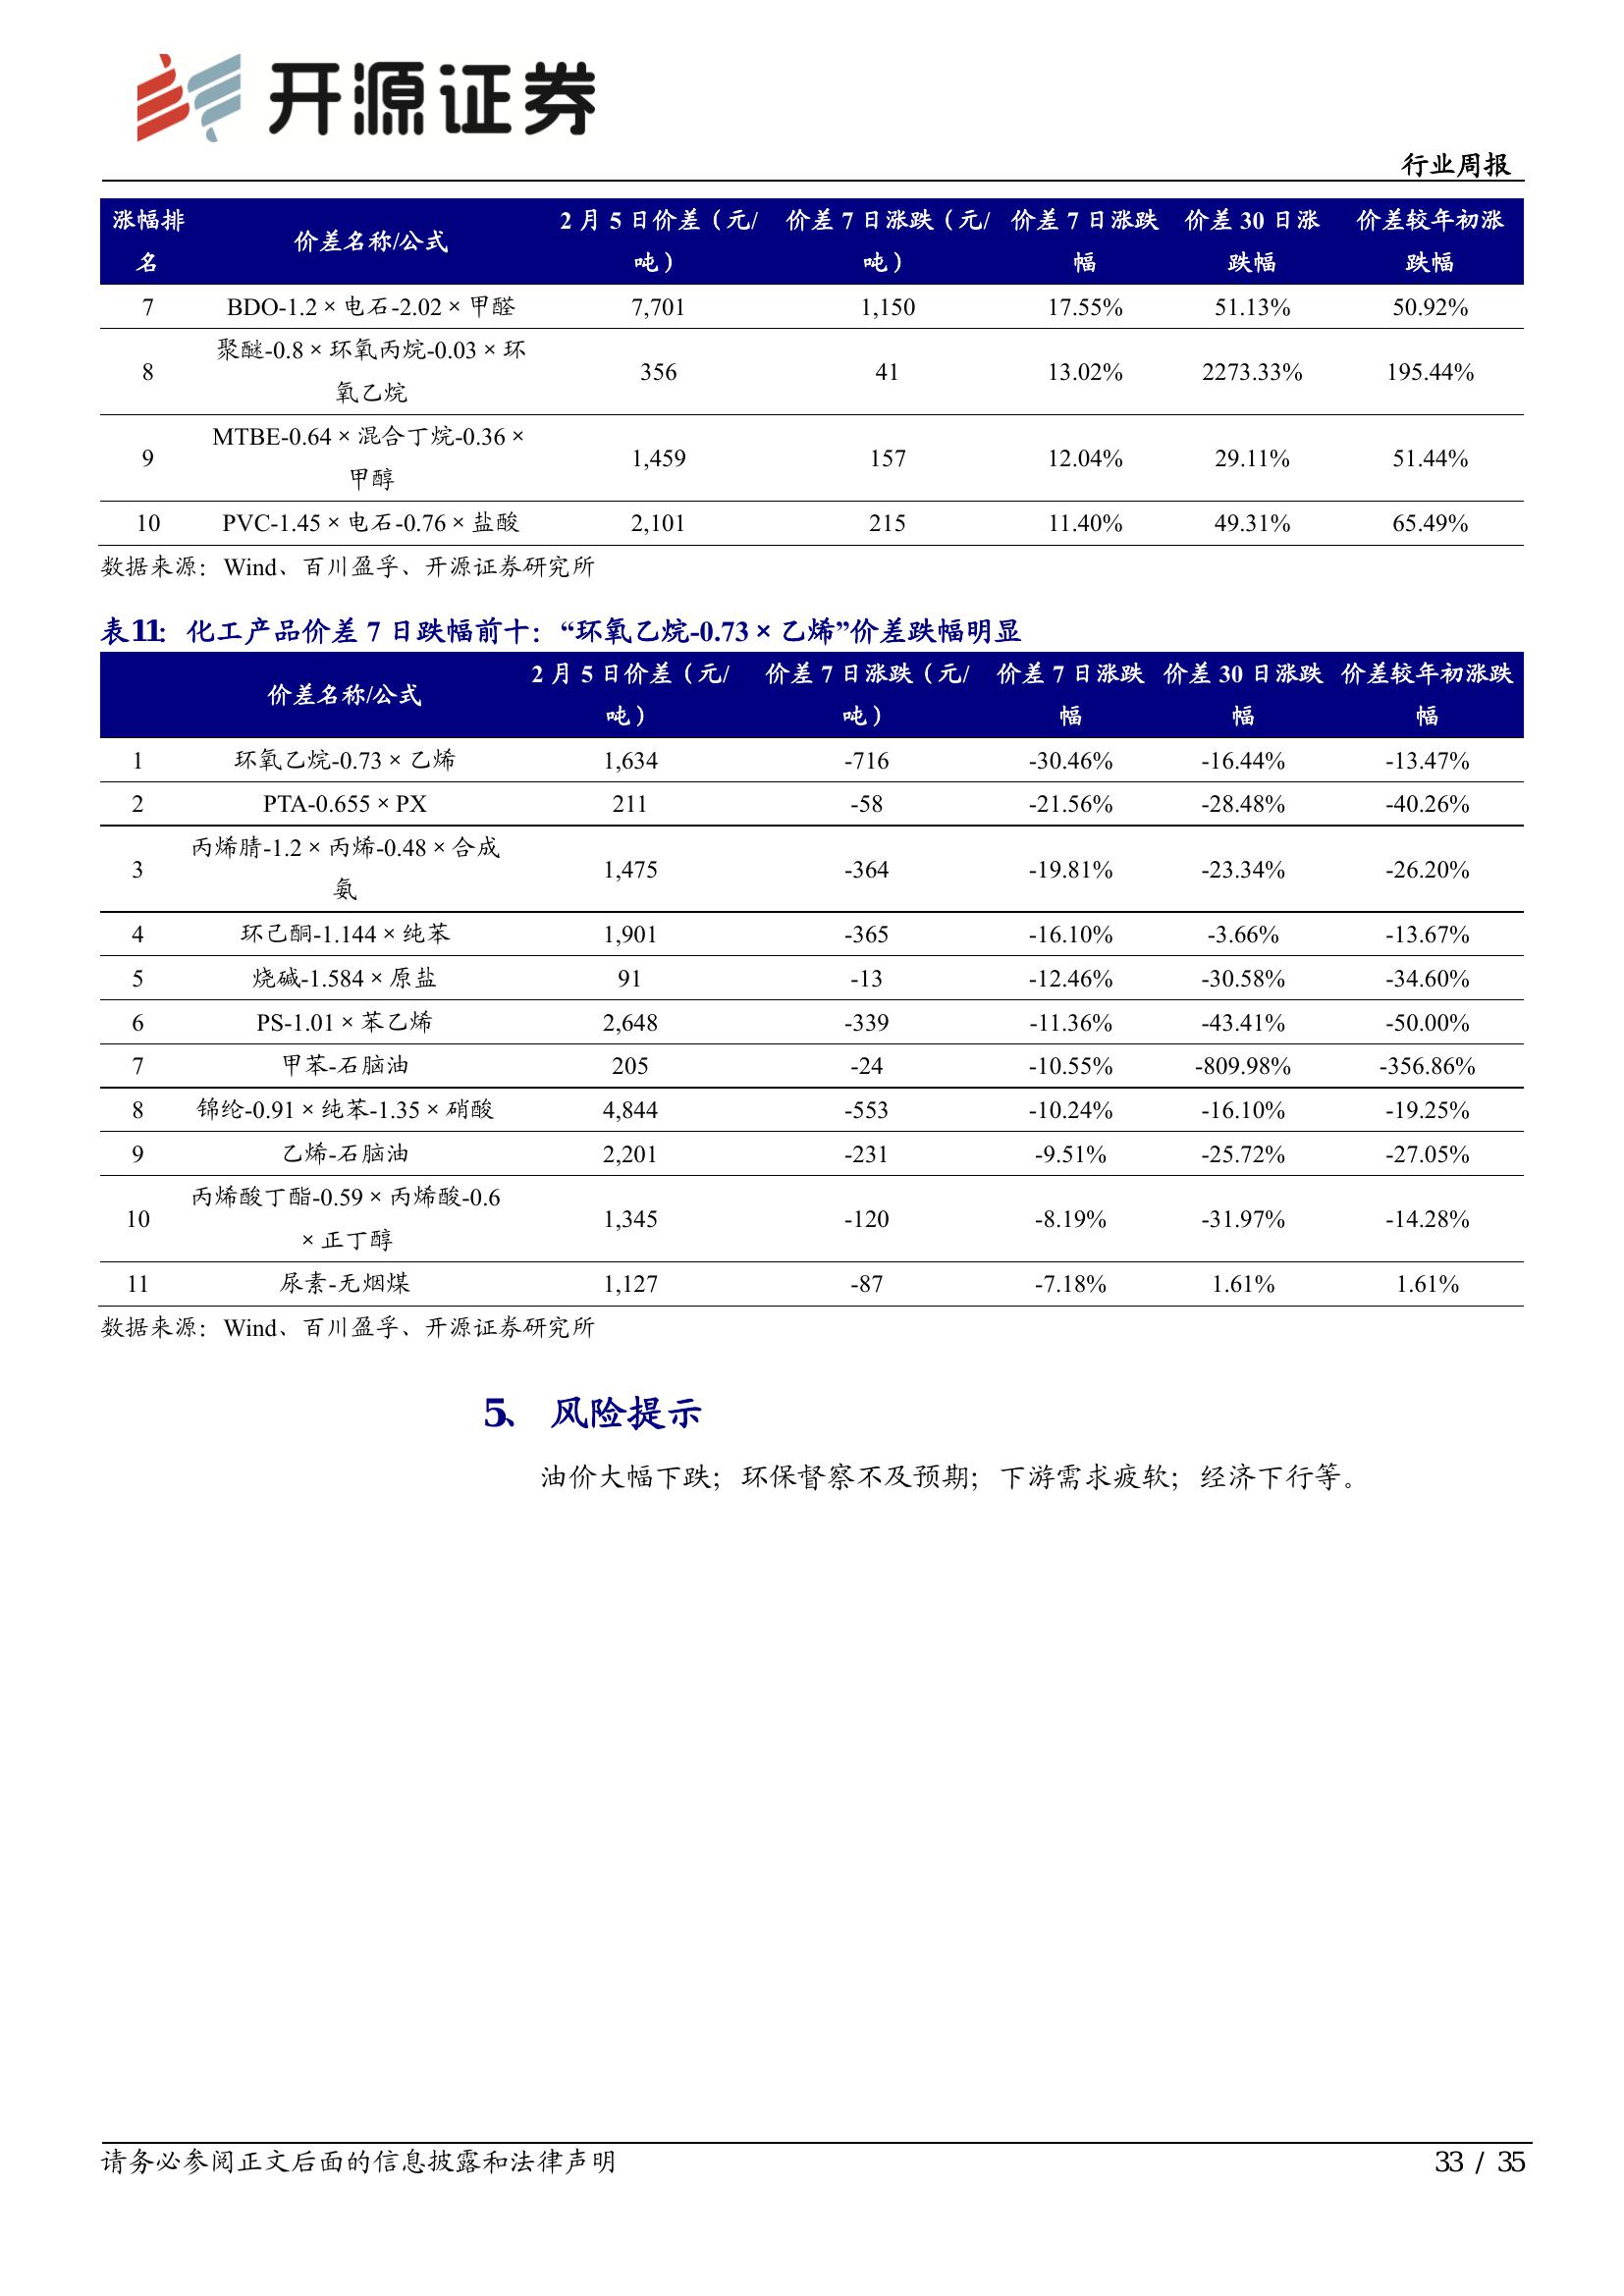 开源证券
行业周报
涨幅排名 价差名称/公式 2 月 5 日价差（元/吨） 价差 7 日涨跌（元/吨） 价差 7 日涨跌幅 价差 30 日涨跌幅 价差较年初涨跌幅
7 BDO-1.2×电石-2.02×甲醛 7,701 1,150 17.55% 51.13% 50.92%
8 聚醚-0.8×环氧丙烷-0.03×环氧乙烷 356 41 13.02% 2273.33% 195.44%
9 MTBE-0.64×混合丁烷-0.36×甲醇 1,459 157 12.04% 29.11% 51.44%
10 PVC-1.45×电石-0.76×盐酸 2,101 215 11.40% 49.31% 65.49%
数据来源：Wind、百川盈孚、开源证券研究所
表11：化工产品价差 7 日跌幅前十：“环氧乙烷-0.73×乙烯”价差跌幅明显
价差名称/公式 2 月 5 日价差（元/吨） 价差 7 日涨跌（元/吨） 价差 7 日涨跌幅 价差 30 日涨跌幅 价差较年初涨跌幅
1 环氧乙烷-0.73×乙烯 1,634 -716 -30.46% -16.44% -13.47%
2 PTA-0.655×PX 211 -58 -21.56% -28.48% -40.26%
3 丙烯腈-1.2×丙烯-0.48×合成氨 1,475 -364 -19.81% -23.34% -26.20%
4 环己酮-1.144×纯苯 1,901 -365 -16.10% -3.66% -13.67%
5 烧碱-1.584×原盐 91 -13 -12.46% -30.58% -34.60%
6 PS-1.01×苯乙烯 2,648 -339 -11.36% -43.41% -50.00%
7 甲苯-石脑油 205 -24 -10.55% -809.98% -356.86%
8 锦纶-0.91×纯苯-1.35×硝酸 4,844 -553 -10.24% -16.10% -19.25%
9 乙烯-石脑油 2,201 -231 -9.51% -25.72% -27.05%
10 丙烯酸丁酯-0.59×丙烯酸-0.6×正丁醇 1,345 -120 -8.19% -31.97% -14.28%
11 尿素-无烟煤 1,127 -87 -7.18% 1.61% 1.61%
数据来源：Wind、百川盈孚、开源证券研究所
5、 风险提示
油价大幅下跌；环保督察不及预期；下游需求疲软；经济下行等。
请务必参阅正文后面的信息披露和法律声明 33 / 35